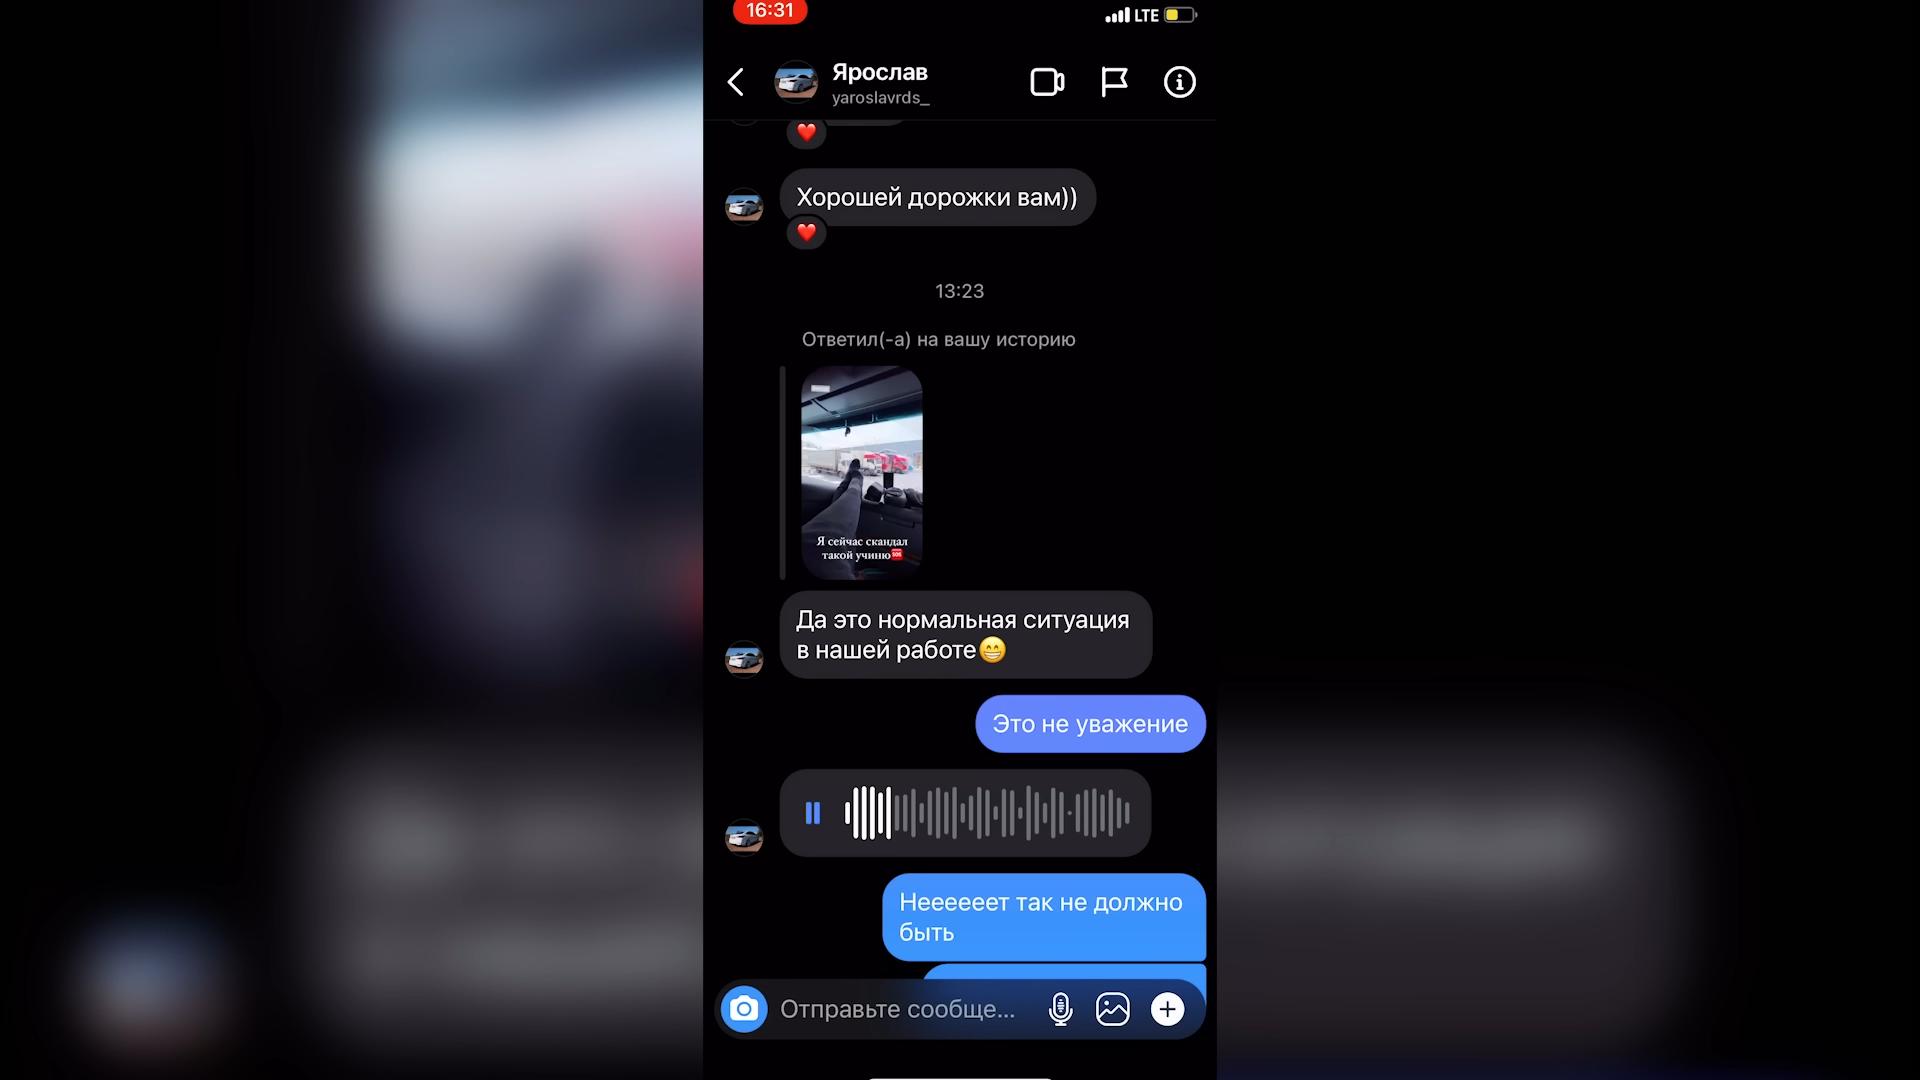 16:31
LTE
Ярослав
yaroslavrds_
Хорошей дорожки вам))
13:23
Ответил(-а) на вашу историю
Я сейчас скандал
такой учиню🆘
Да это нормальная ситуация
в нашей работе😁
Это не уважение
Неееееет так не должно
быть
Отправьте сообще...